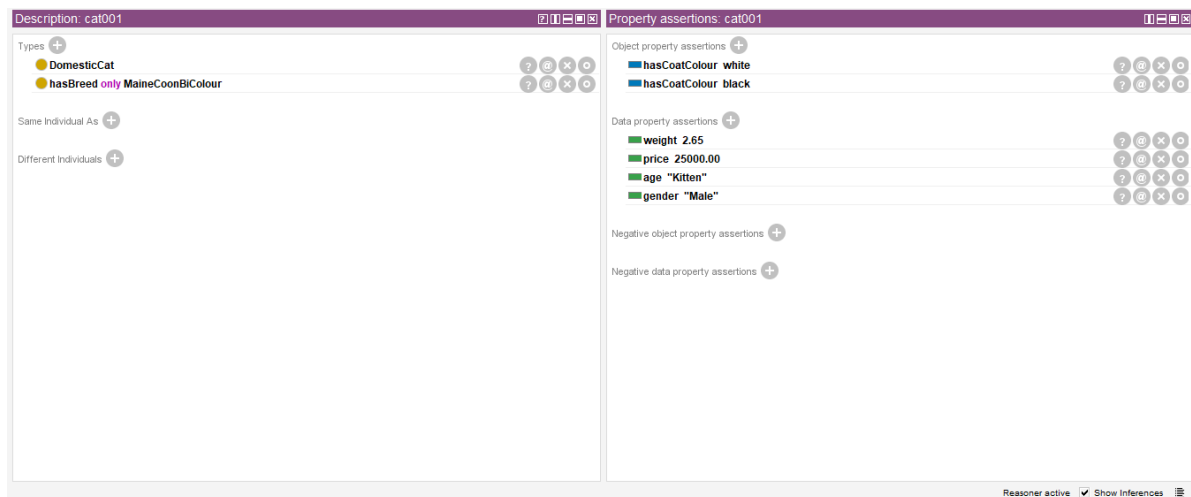 Description: cat001
Types
DomesticCat
hasBreed only MaineCoonBiColour
Same Individual As
Different Individuals
Property assertions: cat001
Object property assertions
hasCoatColour white
hasCoatColour black
Data property assertions
weight 2.65
price 25000.00
age "Kitten"
gender "Male"
Negative object property assertions
Negative data property assertions
Reasoner active Show Inferences